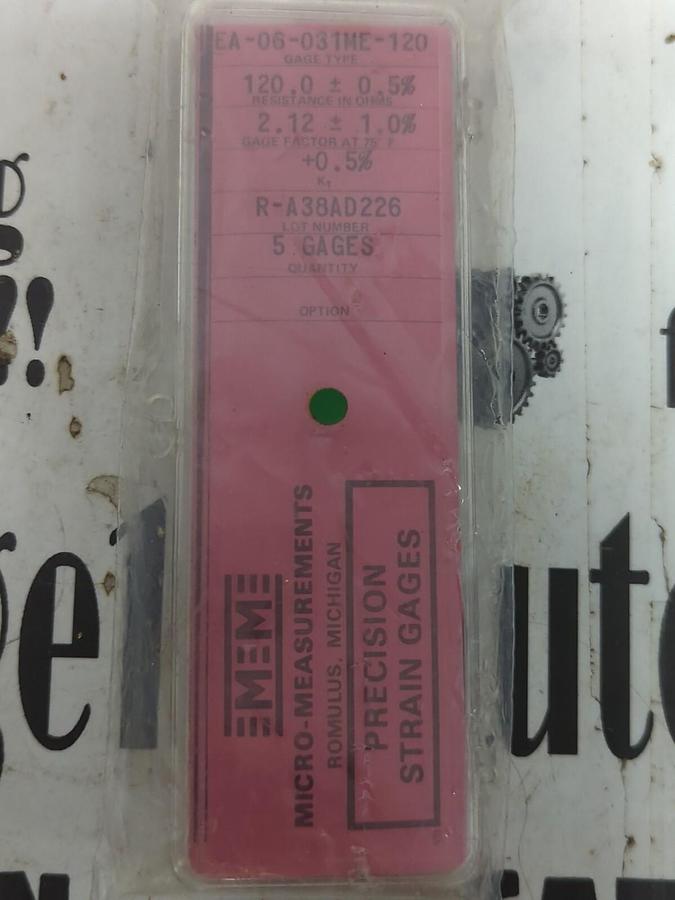 EA-06-031ME-120
GAGE TYPE
120.0 ± 0.5%
RESISTANCE IN OHMS
2.12 ± 1.0%
GAGE FACTOR AT 75° F
+0.5%
KT
R-A38AD226
LOT NUMBER
5 GAGES
QUANTITY
OPTION
MM
MICRO-MEASUREMENTS
ROMULUS, MICHIGAN
PRECISION
STRAIN GAGES